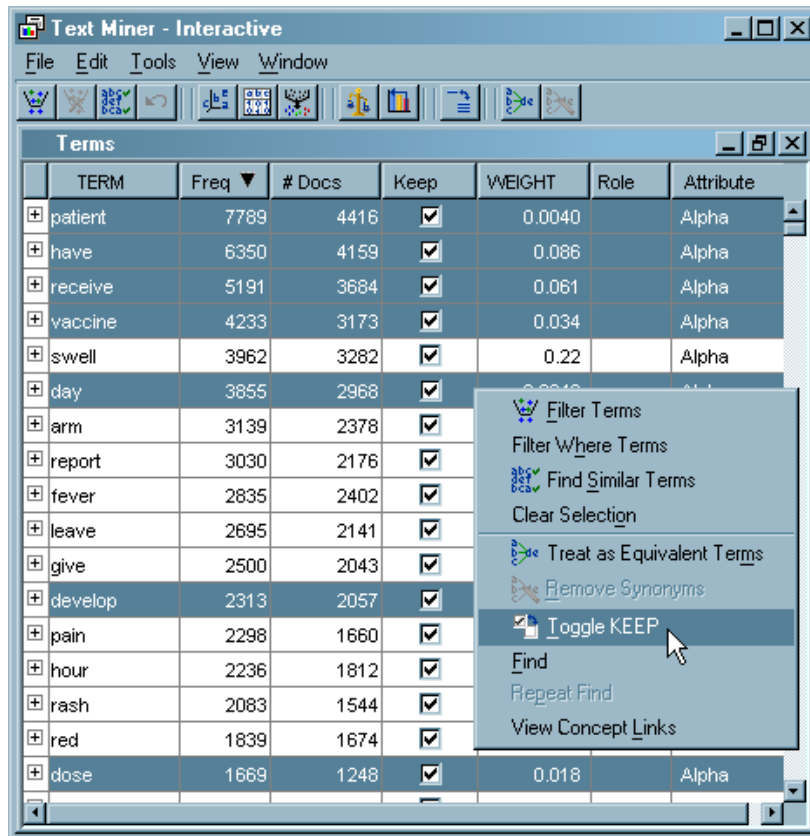 Text Miner - Interactive
File Edit Tools View Window
Terms
TERM Freq ▼ # Docs Keep WEIGHT Role Attribute
patient 7789 4416 0.0040 Alpha
have 6350 4159 0.086 Alpha
receive 5191 3684 0.061 Alpha
vaccine 4233 3173 0.034 Alpha
swell 3962 3282 0.22 Alpha
day 3855 2968
arm 3139 2378
report 3030 2176
fever 2835 2402
leave 2695 2141
give 2500 2043
develop 2313 2057
pain 2298 1660
hour 2236 1812
rash 2083 1544
red 1839 1674
dose 1669 1248 0.018 Alpha
Filter Terms
Filter Where Terms
Find Similar Terms
Clear Selection
Treat as Equivalent Terms
Remove Synonyms
Toggle KEEP
Find
Repeat Find
View Concept Links